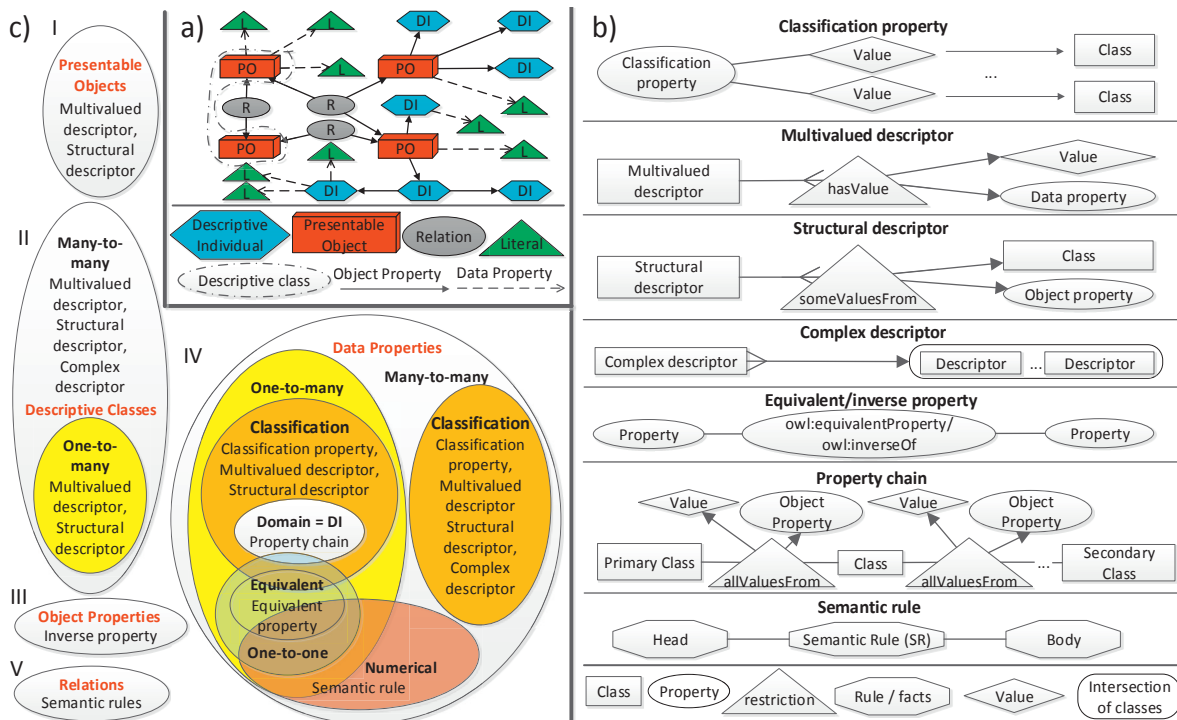 c)
I
Presentable
Objects
Multivalued
descriptor,
Structural
descriptor
II
Many-to-
many
Multivalued
descriptor,
Structural
descriptor,
Complex
descriptor
Descriptive Classes
One-to-
many
Multivalued
descriptor,
Structural
descriptor
III
Object Properties
Inverse property
V
Relations
Semantic rules
IV
Data Properties
One-to-many
Many-to-many
Classification
Classification property,
Multivalued descriptor,
Structural descriptor
Domain = DI
Property chain
Equivalent
Equivalent
property
One-to-one
Numerical
Semantic rule
Classification
Classification
property,
Multivalued
descriptor
Structural
descriptor,
Complex
descriptor
a)
L
L
DI
DI
PO
L
PO
DI
R
R
DI
L
L
R
PO
L
PO
L
L
L
DI
DI
DI
Descriptive
Individual
Presentable
Object
Relation
Literal
Descriptive class
Object Property
Data Property
b)
Classification property
Classification
property
Value
...
Class
Value
Class
Multivalued descriptor
Multivalued
descriptor
hasValue
Value
Data property
Structural descriptor
Structural
descriptor
someValuesFrom
Class
Object property
Complex descriptor
Complex descriptor
Descriptor
...
Descriptor
Equivalent/inverse property
Property
owl:equivalentProperty/
owl:inverseOf
Property
Property chain
Value
Object
Property
Value
Object
Property
Primary Class
allValuesFrom
Class
allValuesFrom
...
Secondary
Class
Semantic rule
Head
Semantic Rule (SR)
Body
Class
Property
restriction
Rule / facts
Value
Intersection
of classes